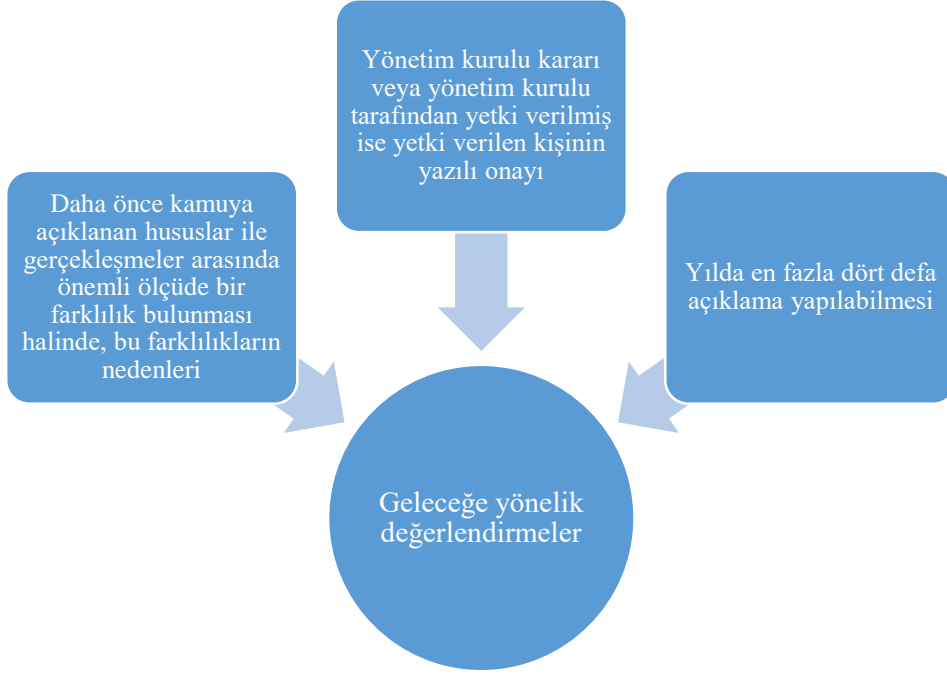 Yönetim kurulu kararı
veya yönetim kurulu
tarafından yetki verilmiş
ise yetki verilen kişinin
yazılı onayı
Daha önce kamuya
açıklanan hususlar ile
gerçekleşmeler arasında
önemli ölçüde bir
farklılık bulunması
halinde, bu farklılıkların
nedenleri
Yılda en fazla dört defa
açıklama yapılabilmesi
Geleceğe yönelik
değerlendirmeler